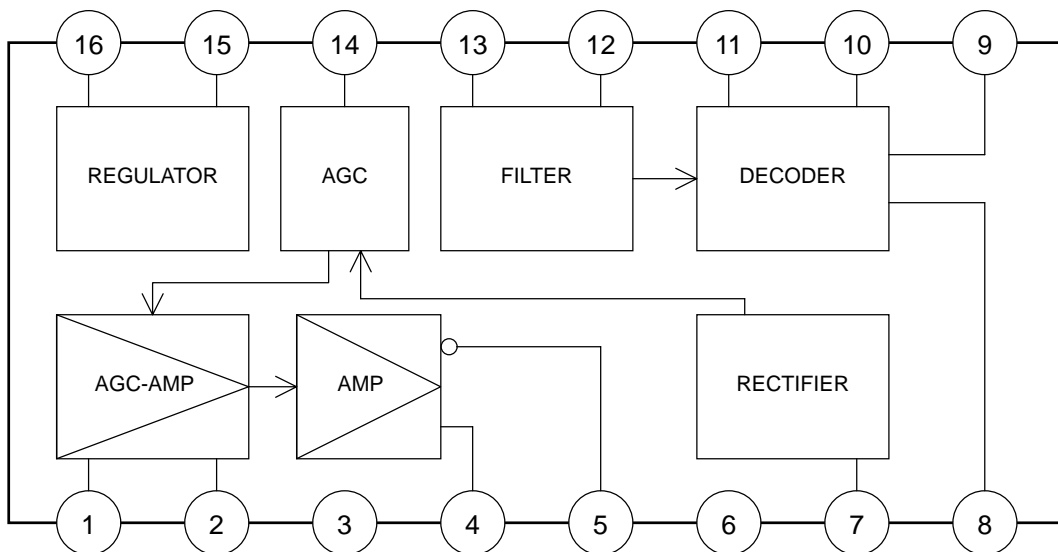 16 15 14 13 12 11 10 9
REGULATOR AGC FILTER DECODER
AGC-AMP AMP RECTIFIER
1 2 3 4 5 6 7 8